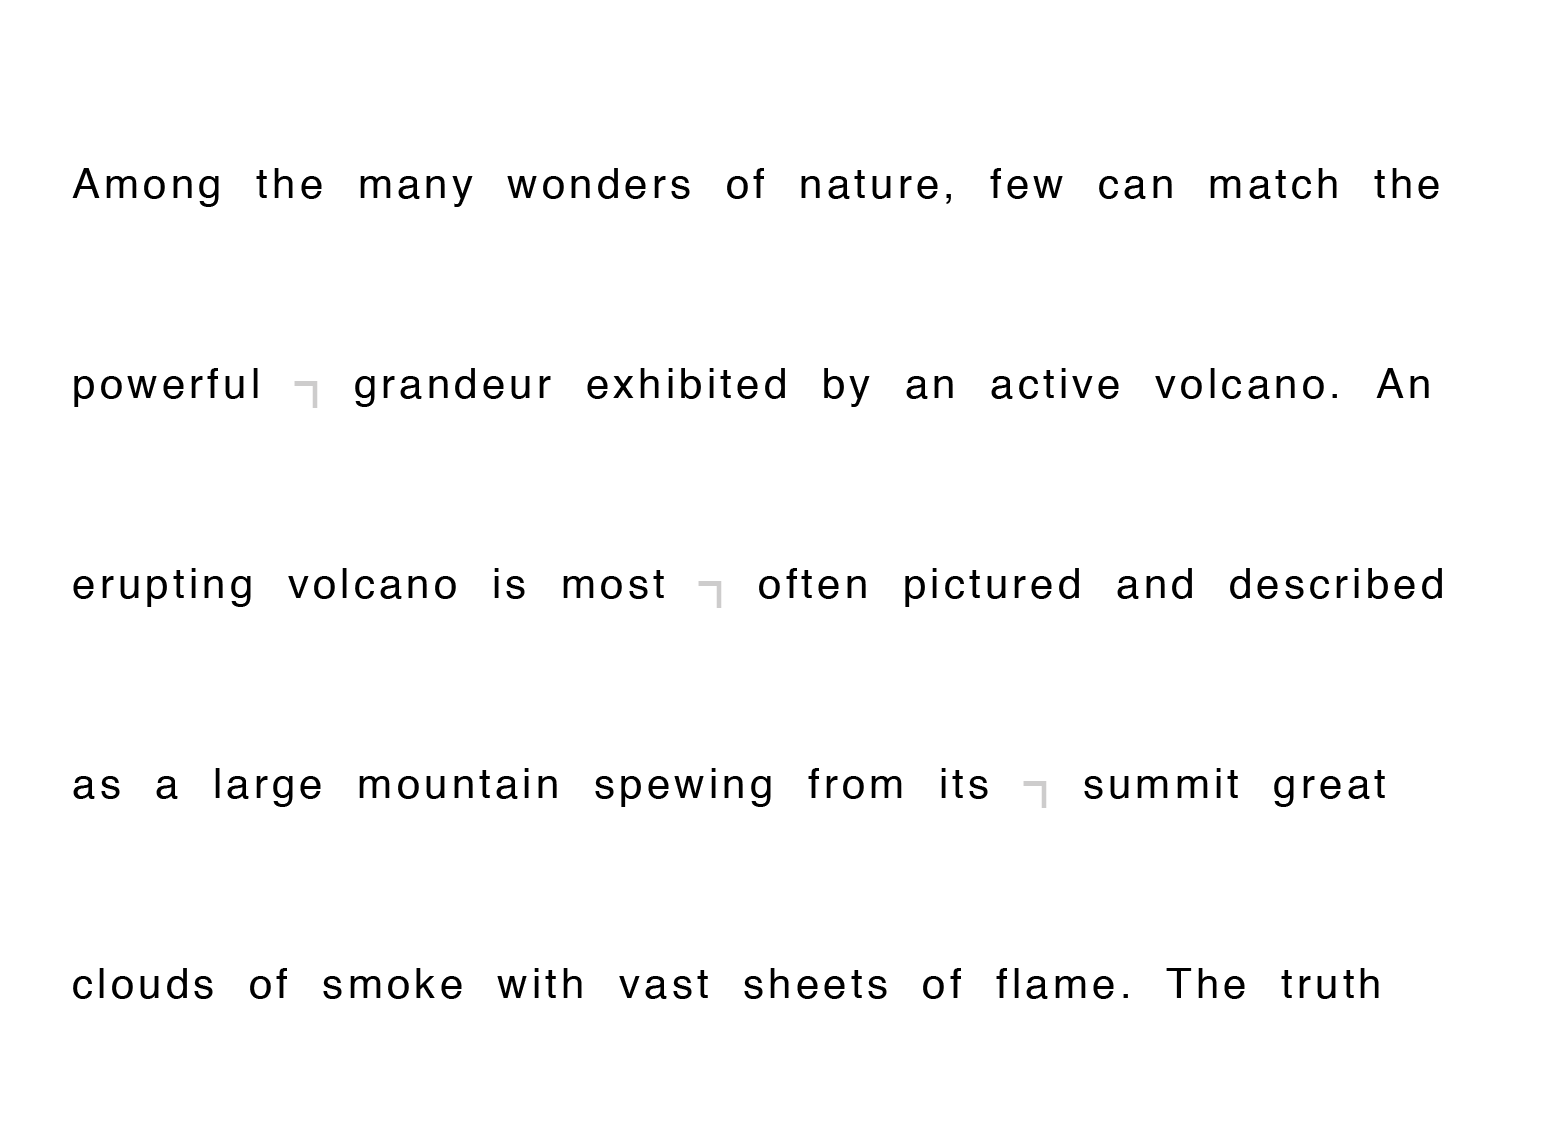 Among the many wonders of nature, few can match the
powerful ¬ grandeur exhibited by an active volcano. An
erupting volcano is most ¬ often pictured and described
as a large mountain spewing from its ¬ summit great
clouds of smoke with vast sheets of flame. The truth